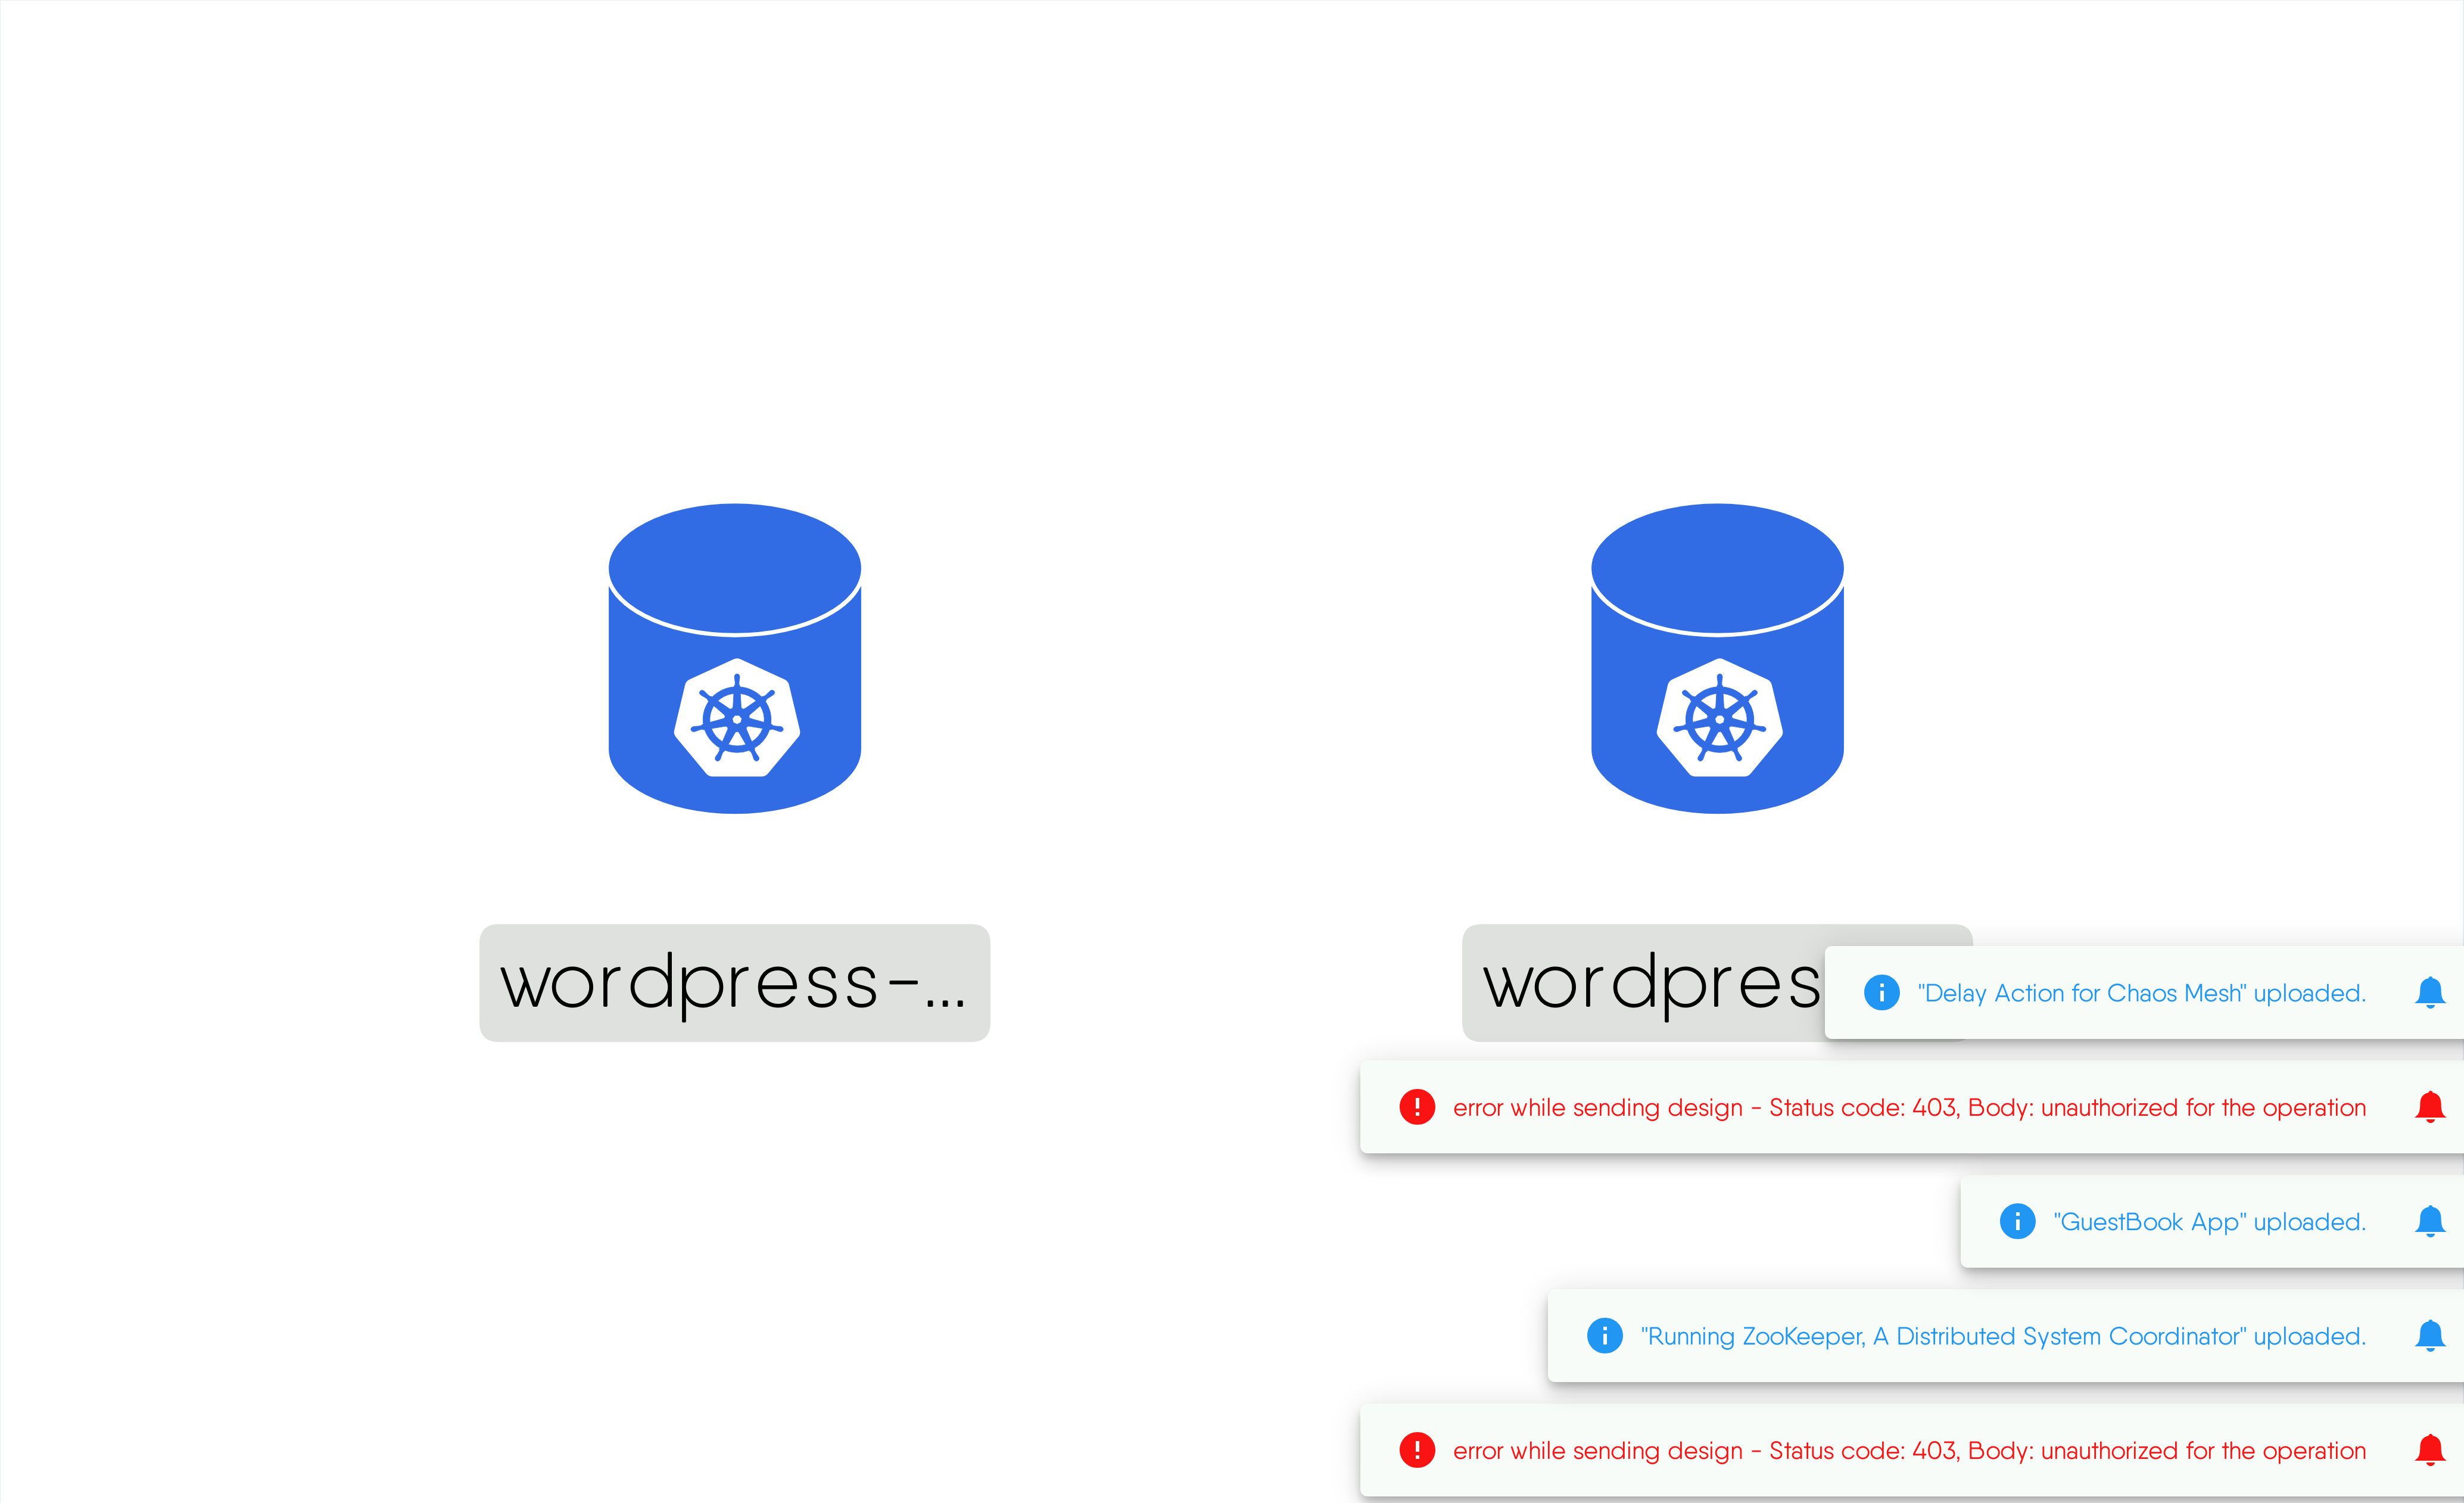 wordpress-...
wordpres
"Delay Action for Chaos Mesh" uploaded.
error while sending design - Status code: 403, Body: unauthorized for the operation
"GuestBook App" uploaded.
"Running ZooKeeper, A Distributed System Coordinator" uploaded.
error while sending design - Status code: 403, Body: unauthorized for the operation